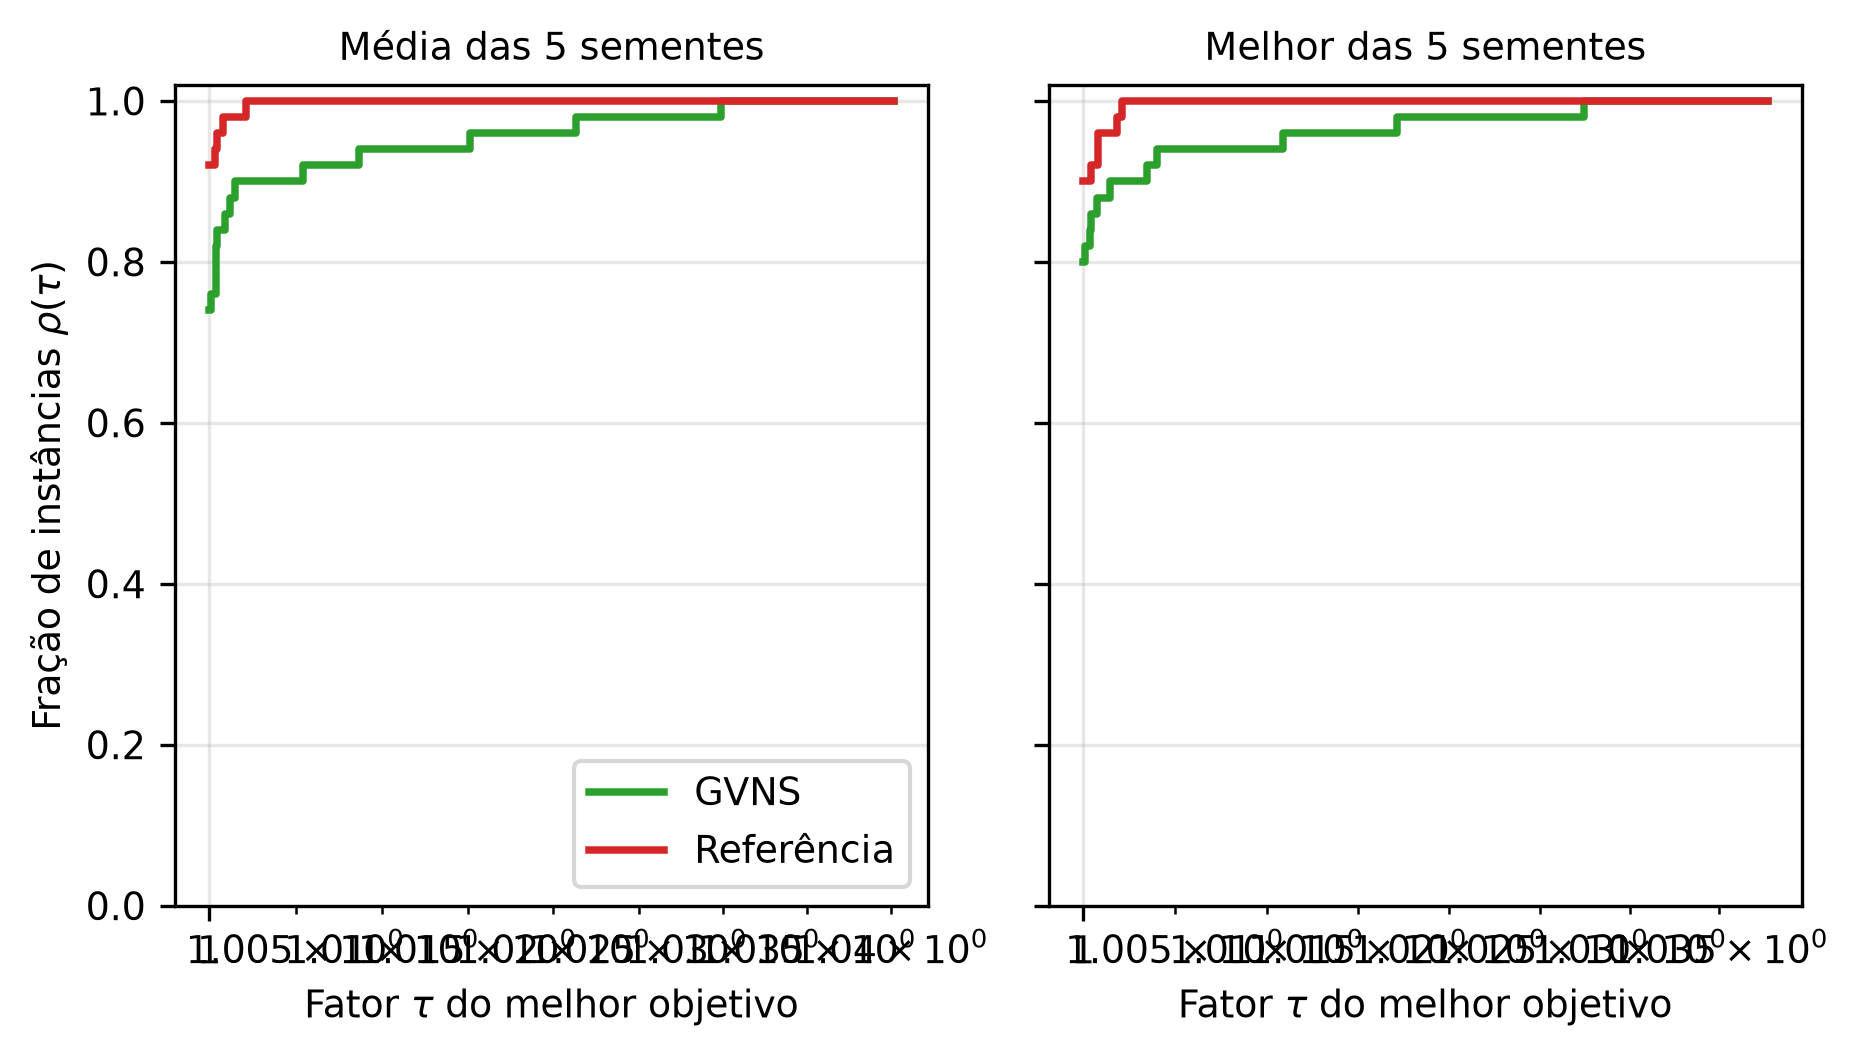 Média das 5 sementes
Melhor das 5 sementes
Fração de instâncias ρ(τ)
1.0
0.8
0.6
0.4
0.2
0.0
GVNS
Referência
Fator τ do melhor objetivo
Fator τ do melhor objetivo